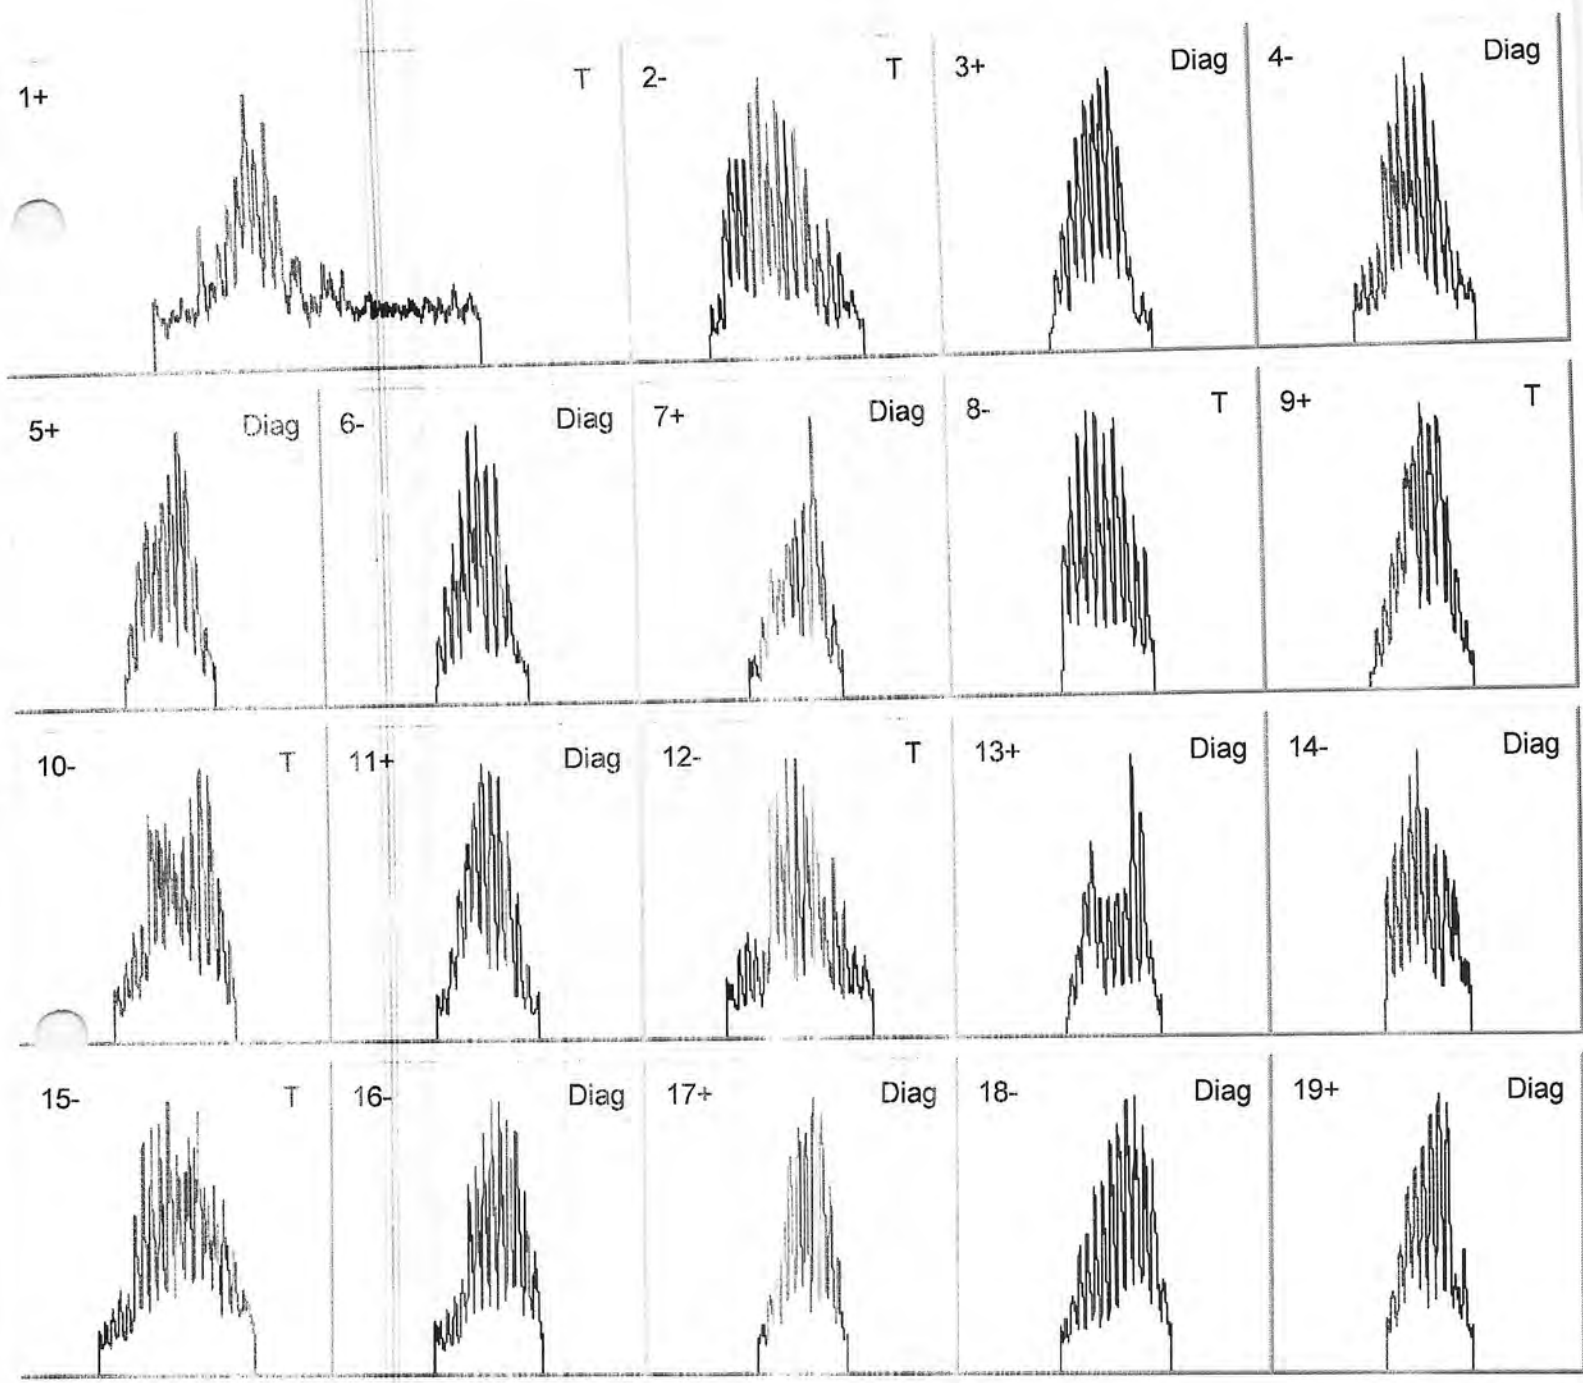 1+ T 2- T 3+ Diag 4- Diag
5+ Diag 6- Diag 7+ Diag 8- T 9+ T
10- T 11+ Diag 12- T 13+ Diag 14- Diag
15- T 16- Diag 17+ Diag 18- Diag 19+ Diag